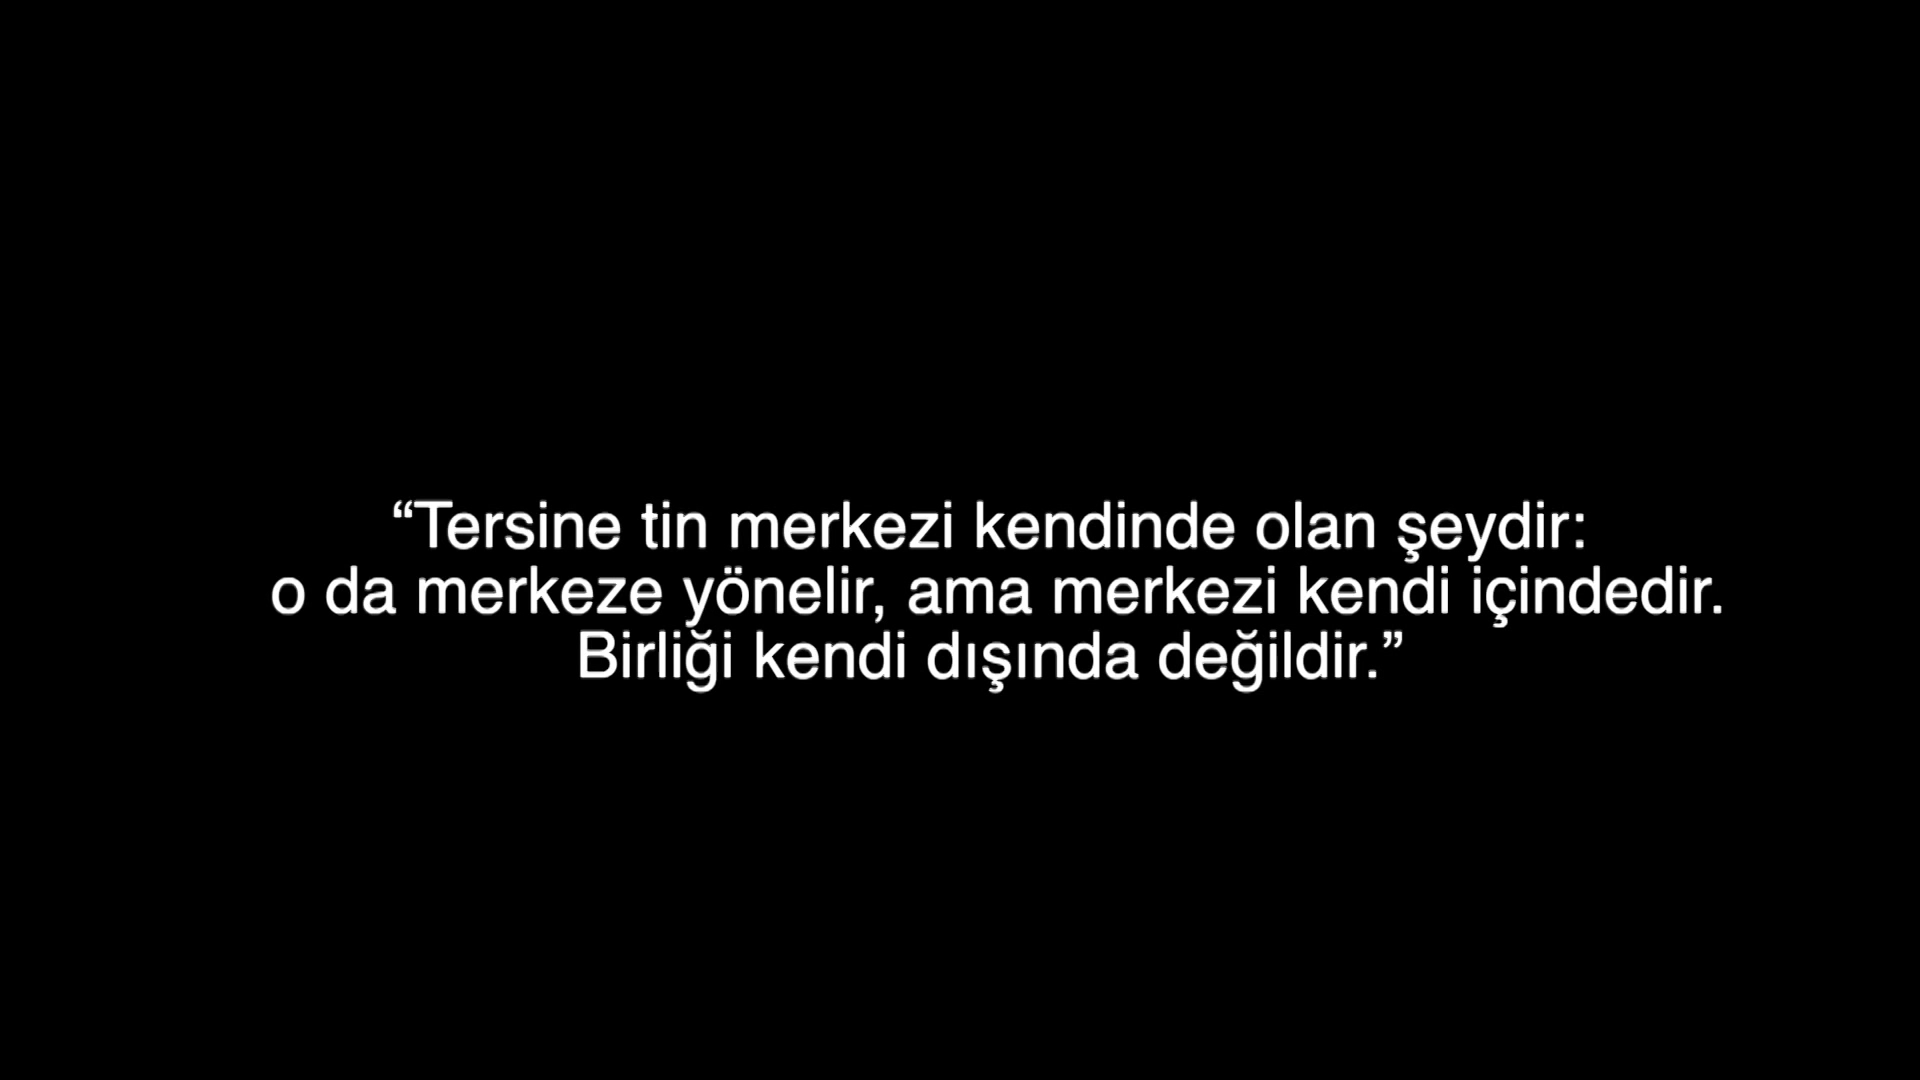 “Tersine tin merkezi kendinde olan şeydir:
o da merkeze yönelir, ama merkezi kendi içindedir.
Birliği kendi dışında değildir.”